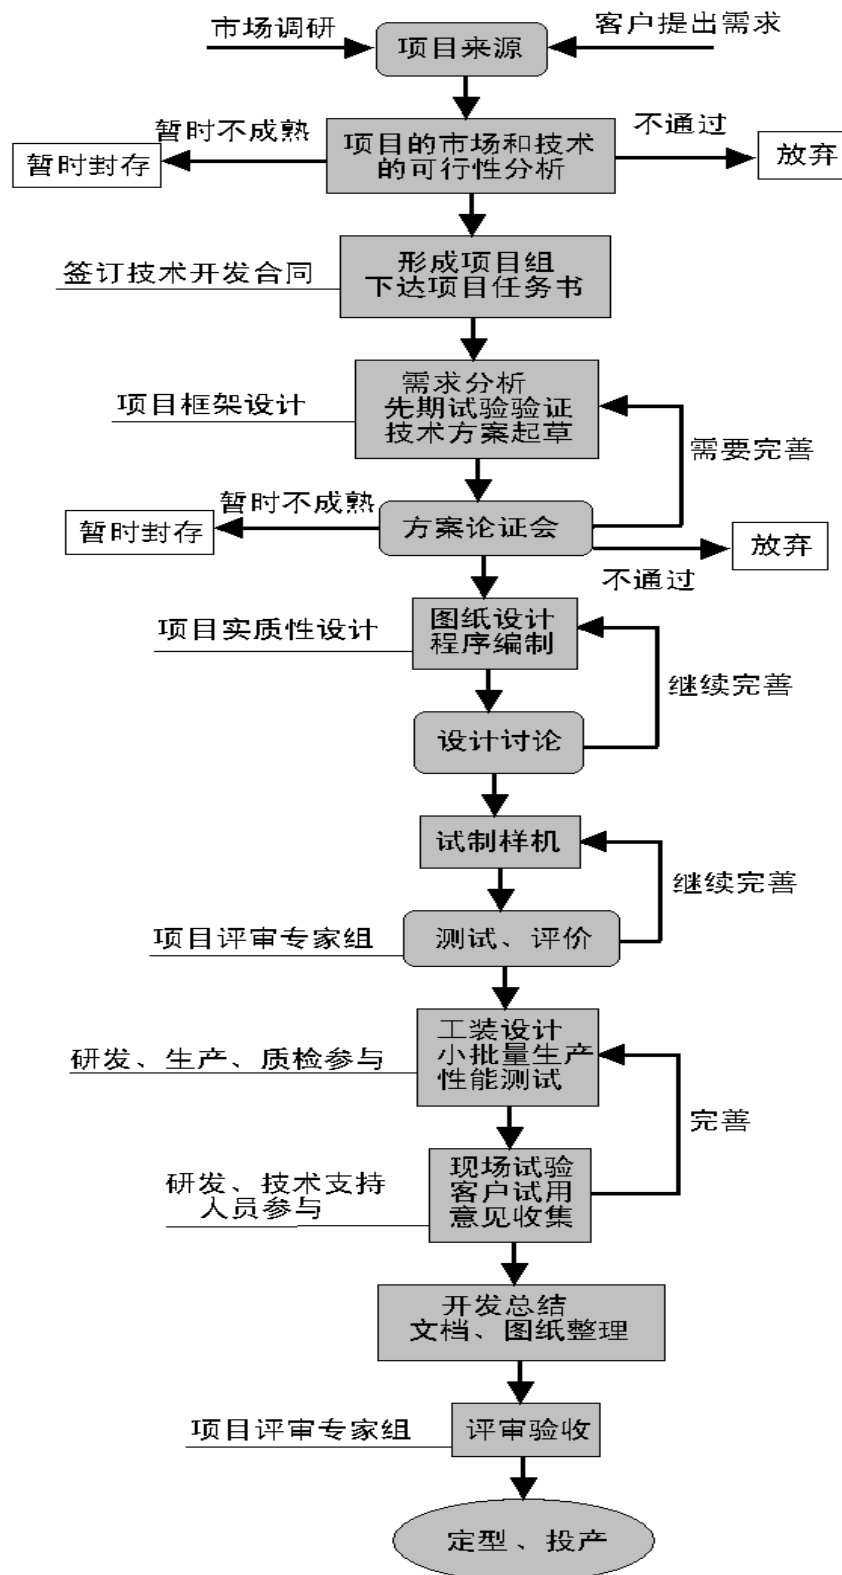 市场调研
项目来源
客户提出需求
暂时不成熟
不通过
暂时封存
项目的市场和技术
的可行性分析
放弃
签订技术开发合同
形成项目组
下达项目任务书
项目框架设计
需求分析
先期试验验证
技术方案起草
需要完善
暂时不成熟
暂时封存
方案论证会
放弃
不通过
项目实质性设计
图纸设计
程序编制
继续完善
设计讨论
试制样机
继续完善
项目评审专家组
测试、评价
研发、生产、质检参与
工装设计
小批量生产
性能测试
完善
研发、技术支持
人员参与
现场试验
客户试用
意见收集
开发总结
文档、图纸整理
项目评审专家组
评审验收
定型、投产